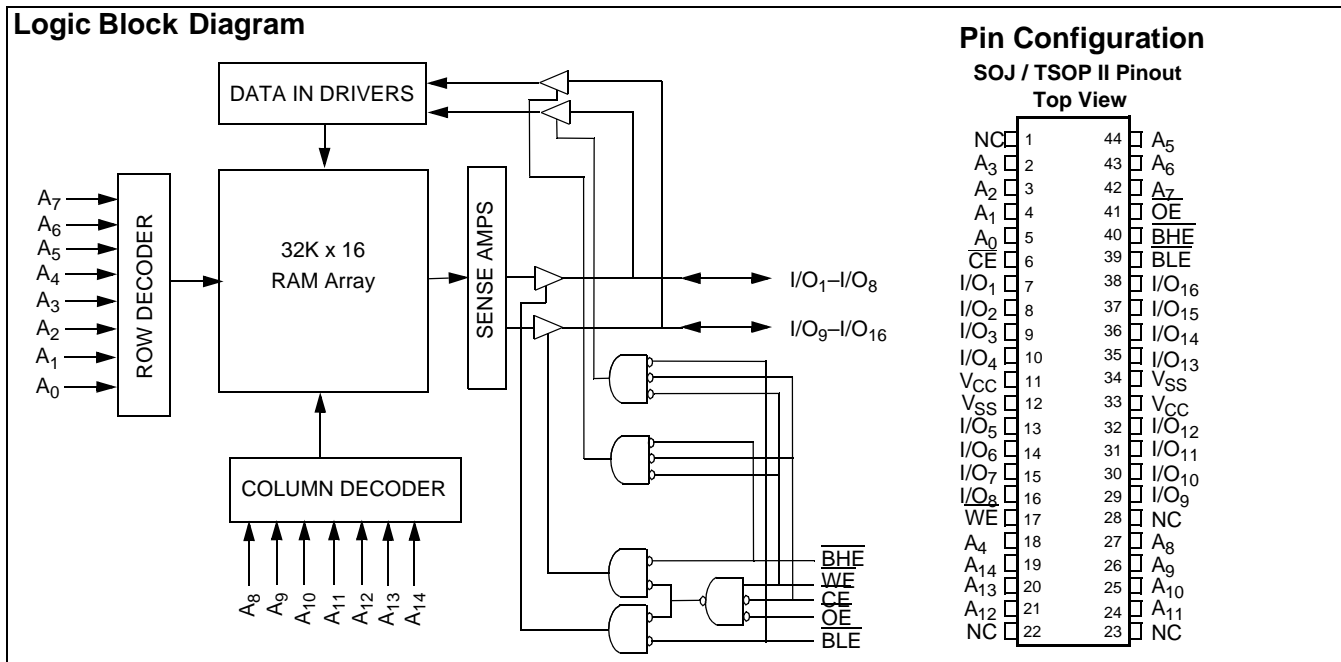 Logic Block Diagram
DATA IN DRIVERS
A7
A6
A5
A4
A3
A2
A1
A0
ROW DECODER
32K x 16
RAM Array
SENSE AMPS
I/O1–I/O8
I/O9–I/O16
COLUMN DECODER
A8
A9
A10
A11
A12
A13
A14
BHE
WE
CE
OE
BLE
Pin Configuration
SOJ / TSOP II Pinout
Top View
NC 1 44 A5
A3 2 43 A6
A2 3 42 A7
A1 4 41 OE
A0 5 40 BHE
CE 6 39 BLE
I/O1 7 38 I/O16
I/O2 8 37 I/O15
I/O3 9 36 I/O14
I/O4 10 35 I/O13
VCC 11 34 VSS
VSS 12 33 VCC
I/O5 13 32 I/O12
I/O6 14 31 I/O11
I/O7 15 30 I/O10
I/O8 16 29 I/O9
WE 17 28 NC
A4 18 27 A8
A14 19 26 A9
A13 20 25 A10
A12 21 24 A11
NC 22 23 NC